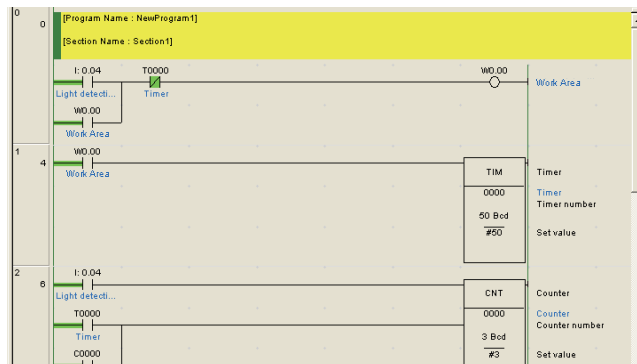 0
0
[Program Name : NewProgram1]
[Section Name : Section1]
I: 0.04
T0000
W0.00
Work Area
Light detecti...
Timer
W0.00
Work Area
1
4
W0.00
Work Area
TIM
Timer
0000
Timer
Timer number
50 Bcd
#50
Set value
2
6
I: 0.04
Light detecti...
CNT
Counter
T0000
0000
Counter
Timer
Counter number
3 Bcd
C0000
#3
Set value